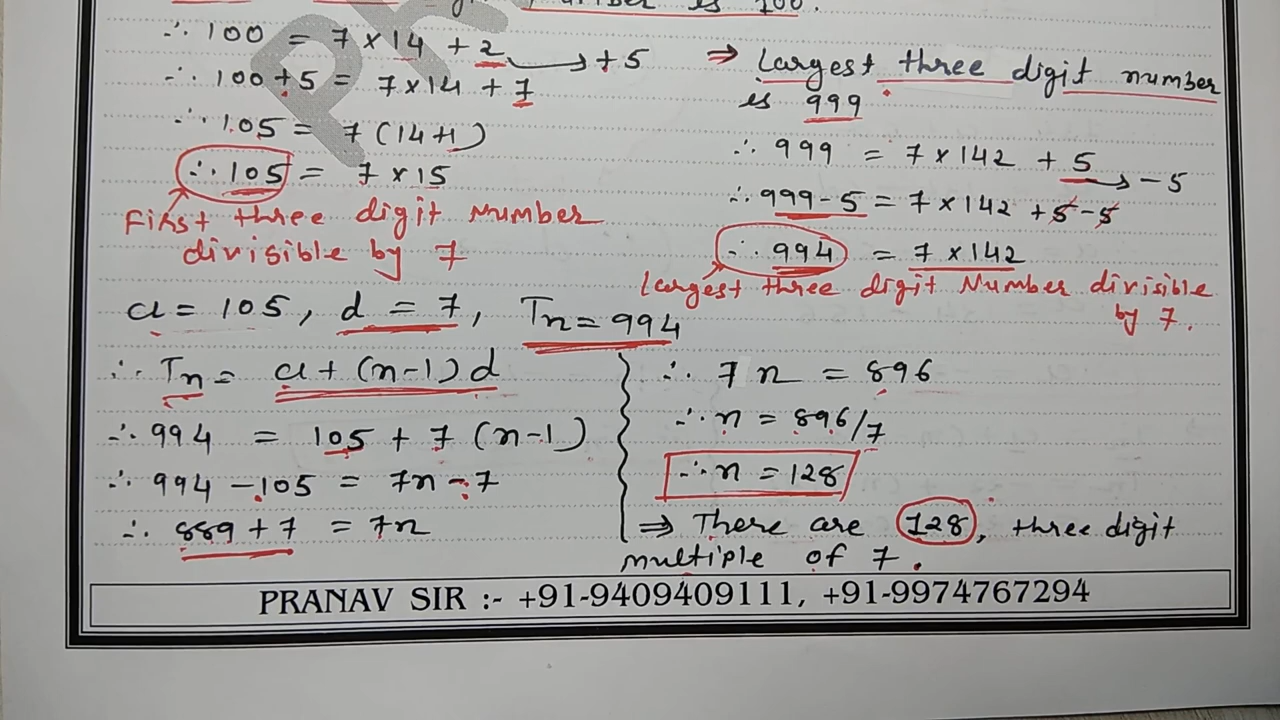 is 100.
∴ 100 = 7 × 14 + 2 → + 5
∴ 100 + 5 = 7 × 14 + 7
∴ 105 = 7 (14+1)
∴ 105 = 7 × 15
First three digit Number
divisible by 7
⇒ Largest three digit number
is 999
∴ 999 = 7 × 142 + 5 → - 5
∴ 999 - 5 = 7 × 142 + 5 - 5
∴ 994 = 7 × 142
Largest three digit Number divisible
by 7.
a = 105, d = 7, Tn = 994
∴ Tn = a + (n-1) d
∴ 994 = 105 + 7 (n-1)
∴ 994 - 105 = 7n - 7
∴ 889 + 7 = 7n
∴ 7n = 896
∴ n = 896/7
∴ n = 128
⇒ There are 128, three digit
multiple of 7.
PRANAV SIR :- +91-9409409111, +91-9974767294